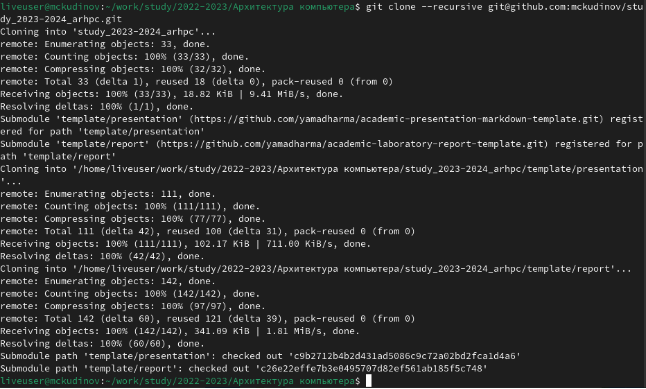 liveuser@mckudinov:~/work/study/2022-2023/Архитектура компьютера$ git clone --recursive git@github.com:mckudinov/stu
dy_2023-2024_arhpc.git
Cloning into 'study_2023-2024_arhpc'...
remote: Enumerating objects: 33, done.
remote: Counting objects: 100% (33/33), done.
remote: Compressing objects: 100% (32/32), done.
remote: Total 33 (delta 1), reused 18 (delta 0), pack-reused 0 (from 0)
Receiving objects: 100% (33/33), 18.82 KiB | 9.41 MiB/s, done.
Resolving deltas: 100% (1/1), done.
Submodule 'template/presentation' (https://github.com/yamadharma/academic-presentation-markdown-template.git) regist
ered for path 'template/presentation'
Submodule 'template/report' (https://github.com/yamadharma/academic-laboratory-report-template.git) registered for p
ath 'template/report'
Cloning into '/home/liveuser/work/study/2022-2023/Архитектура компьютера/study_2023-2024_arhpc/template/presentation
'...
remote: Enumerating objects: 111, done.
remote: Counting objects: 100% (111/111), done.
remote: Compressing objects: 100% (77/77), done.
remote: Total 111 (delta 42), reused 100 (delta 31), pack-reused 0 (from 0)
Receiving objects: 100% (111/111), 102.17 KiB | 711.00 KiB/s, done.
Resolving deltas: 100% (42/42), done.
Cloning into '/home/liveuser/work/study/2022-2023/Архитектура компьютера/study_2023-2024_arhpc/template/report'...
remote: Enumerating objects: 142, done.
remote: Counting objects: 100% (142/142), done.
remote: Compressing objects: 100% (97/97), done.
remote: Total 142 (delta 60), reused 121 (delta 39), pack-reused 0 (from 0)
Receiving objects: 100% (142/142), 341.09 KiB | 1.81 MiB/s, done.
Resolving deltas: 100% (60/60), done.
Submodule path 'template/presentation': checked out 'c9b2712b4b2d431ad5086c9c72a02bd2fca1d4a6'
Submodule path 'template/report': checked out 'c26e22effe7b3e0495707d82ef561ab185f5c748'
liveuser@mckudinov:~/work/study/2022-2023/Архитектура компьютера$